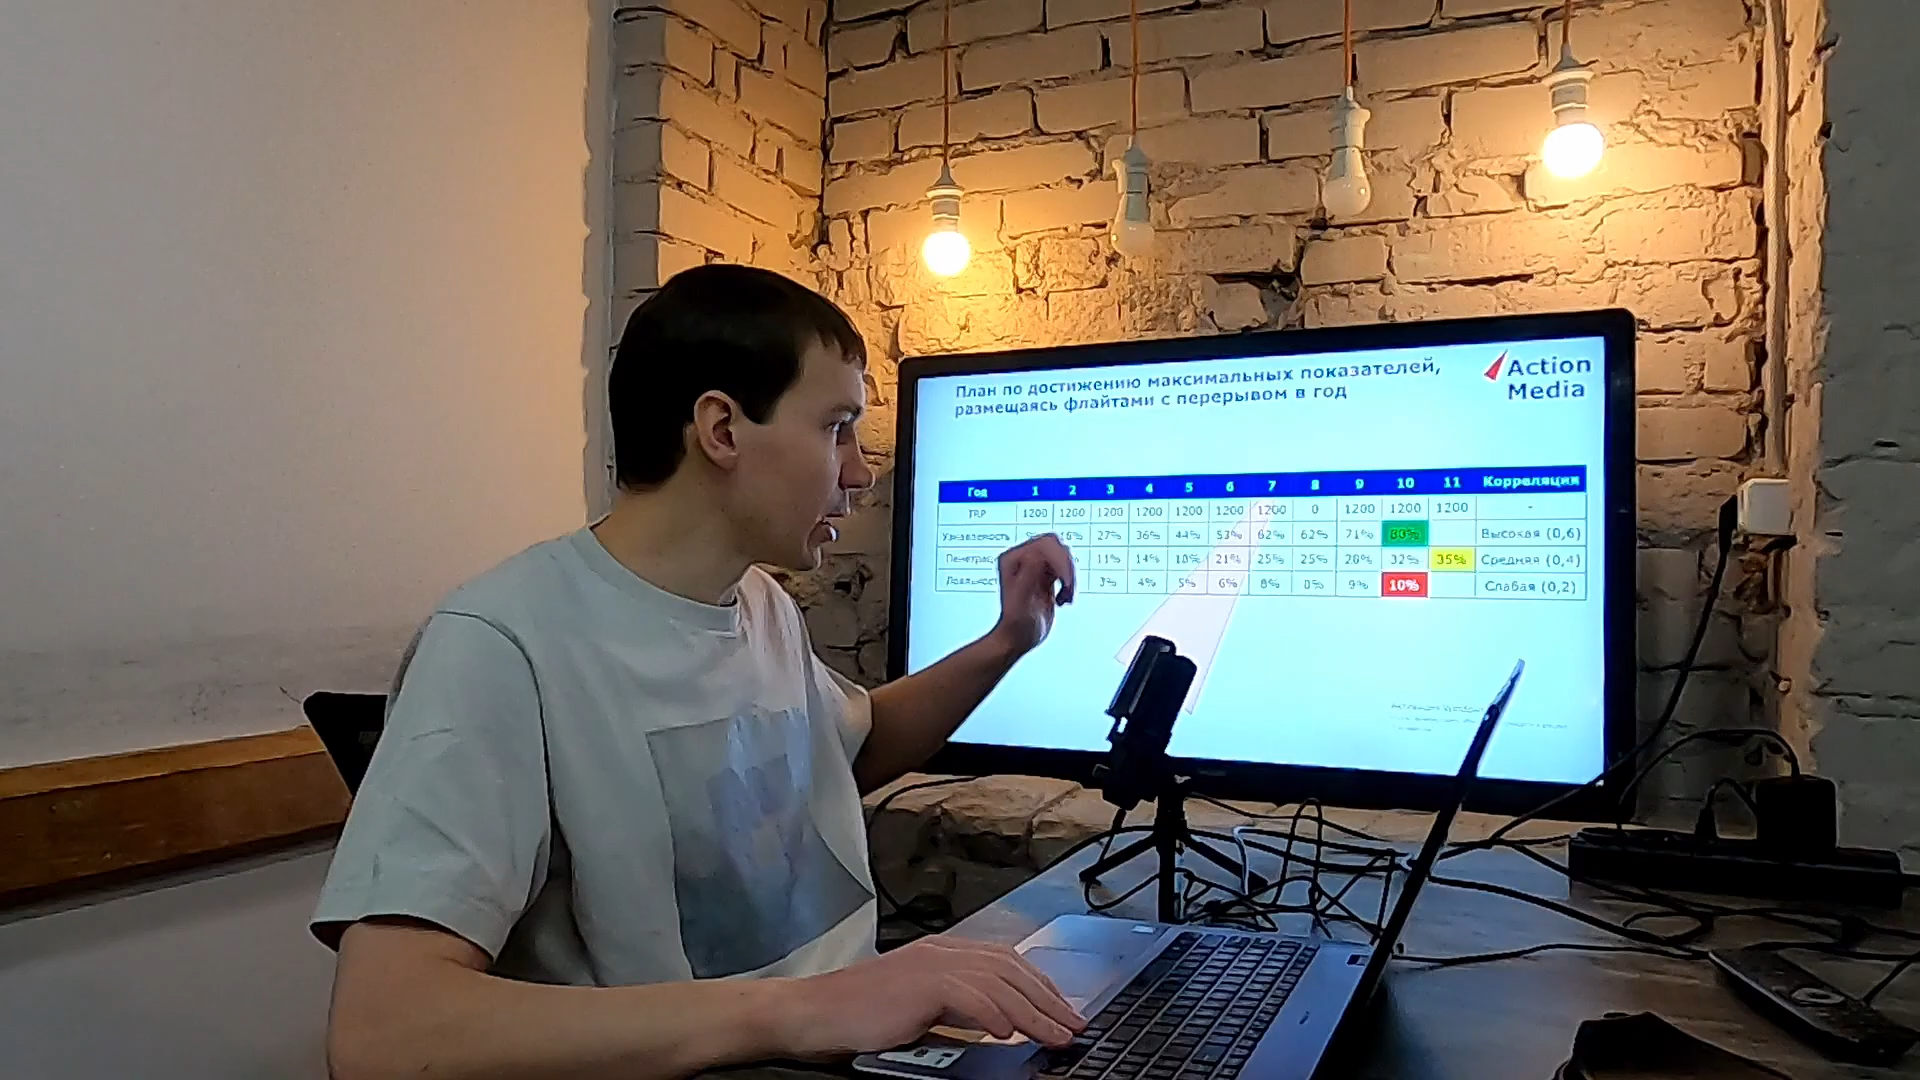 План по достижению максимальных показателей,
размещаясь флайтами с перерывом в год
Action
Media
Год 1 2 3 4 5 6 7 8 9 10 11 Корреляция
TRP 1200 1200 1200 1200 1200 1200 1200 0 1200 1200 1200 -
Узнаваемость 27% 36% 44% 53% 62% 62% 71% 80% Высокая (0,6)
11% 14% 18% 21% 25% 25% 28% 32% 35% Средняя (0,4)
3% 4% 5% 6% 8% 8% 9% 10% Слабая (0,2)